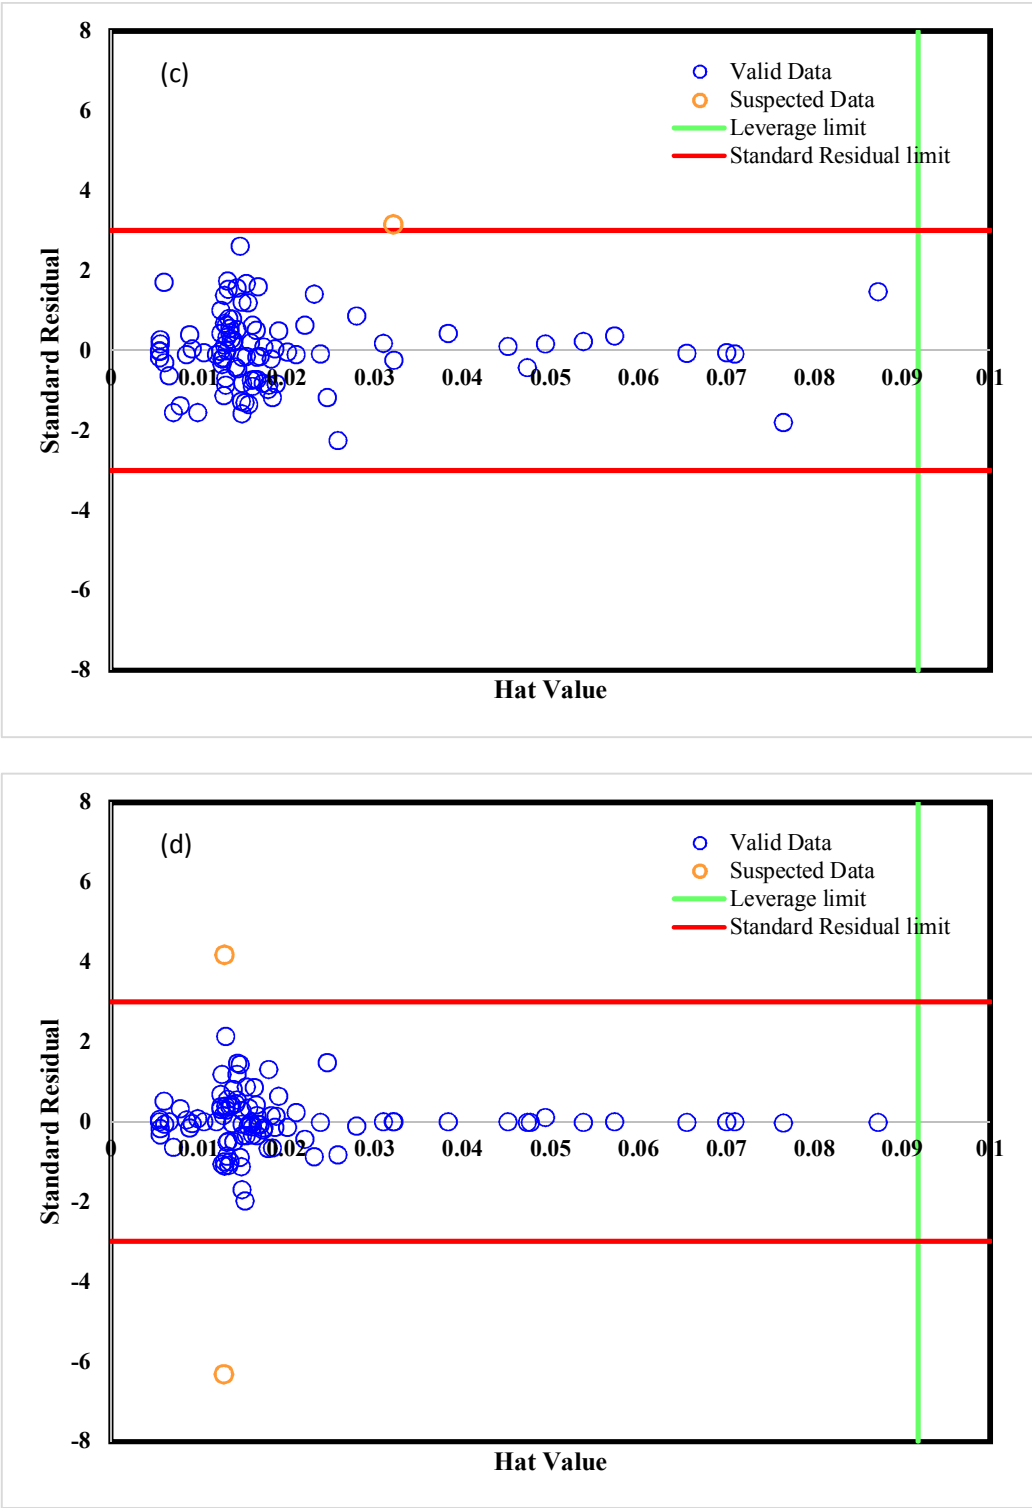 8
(c)
Valid Data
Suspected Data
Leverage limit
Standard Residual limit
6
4
2
0
-2
-4
-6
-8
0 0.01 0.02 0.03 0.04 0.05 0.06 0.07 0.08 0.09 0.1
Standard Residual
Hat Value
8
(d)
Valid Data
Suspected Data
Leverage limit
Standard Residual limit
6
4
2
0
-2
-4
-6
-8
0 0.01 0.02 0.03 0.04 0.05 0.06 0.07 0.08 0.09 0.1
Standard Residual
Hat Value